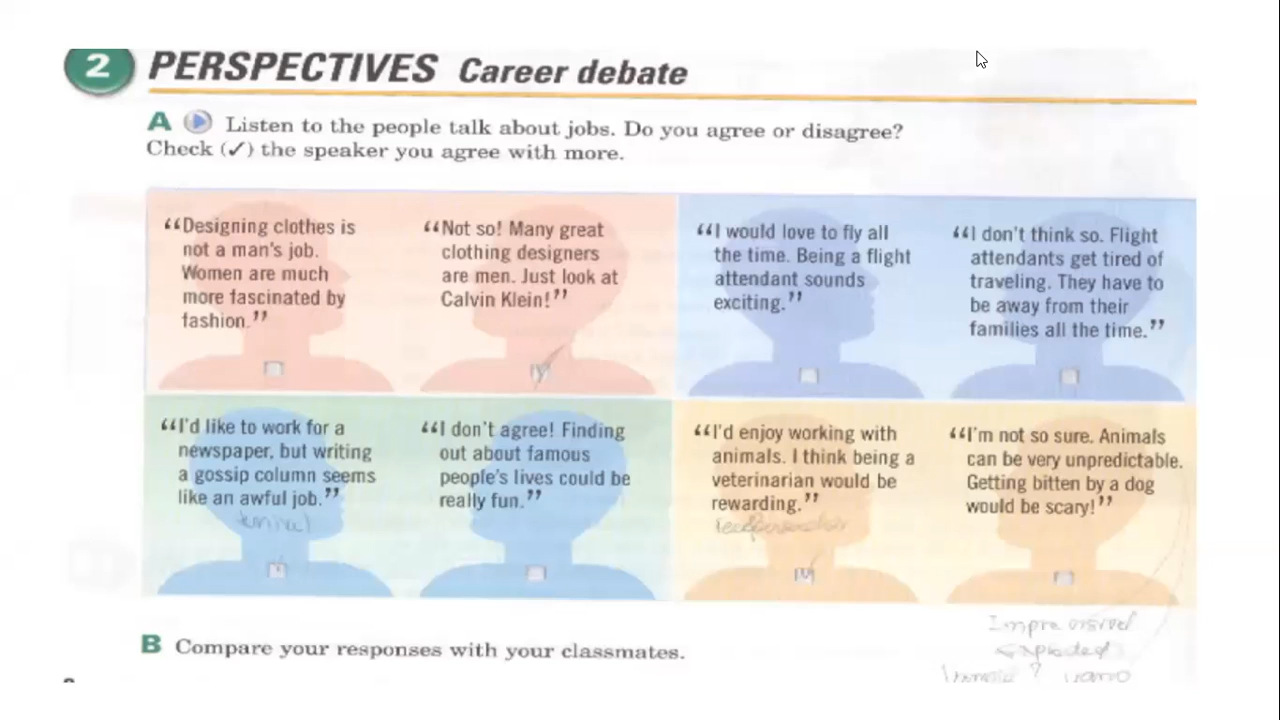 2 PERSPECTIVES Career debate
A Listen to the people talk about jobs. Do you agree or disagree?
Check (✓) the speaker you agree with more.
“Designing clothes is
not a man's job.
Women are much
more fascinated by
fashion.”
“Not so! Many great
clothing designers
are men. Just look at
Calvin Klein!”
“I would love to fly all
the time. Being a flight
attendant sounds
exciting.”
“I don't think so. Flight
attendants get tired of
traveling. They have to
be away from their
families all the time.”
“I'd like to work for a
newspaper, but writing
a gossip column seems
like an awful job.”
“I don't agree! Finding
out about famous
people's lives could be
really fun.”
“I'd enjoy working with
animals. I think being a
veterinarian would be
rewarding.”
“I'm not so sure. Animals
can be very unpredictable.
Getting bitten by a dog
would be scary!”
B Compare your responses with your classmates.